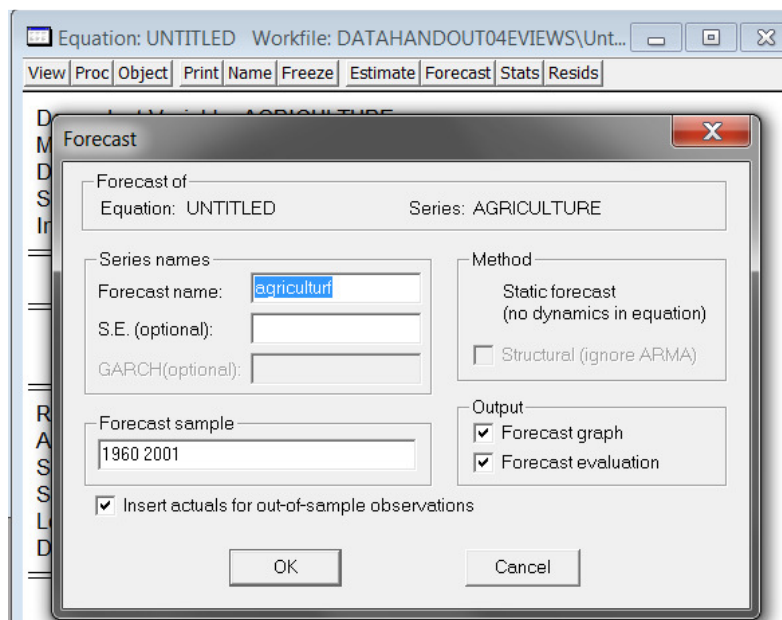 Equation: UNTITLED Workfile: DATAHANDOUT04EVIEWS\Unt...
View Proc Object Print Name Freeze Estimate Forecast Stats Resids
Forecast
Forecast of
Equation: UNTITLED Series: AGRICULTURE
Series names
Forecast name: agriculturf
S.E. (optional):
GARCH(optional):
Method
Static forecast
(no dynamics in equation)
Structural (ignore ARMA)
Forecast sample
1960 2001
Output
Forecast graph
Forecast evaluation
Insert actuals for out-of-sample observations
OK Cancel